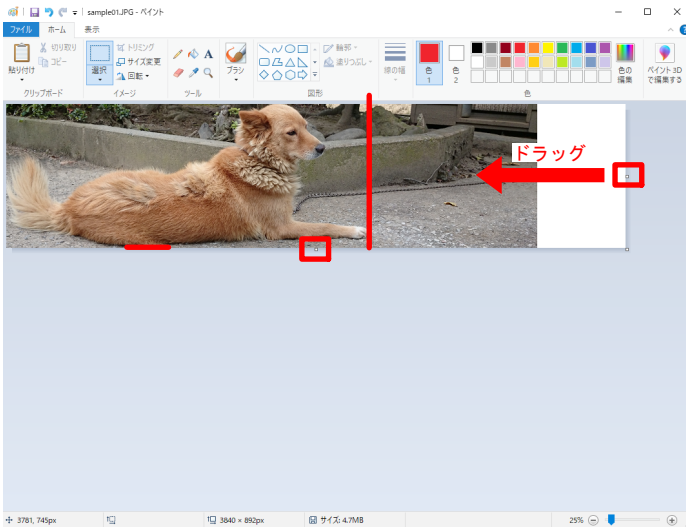 sample01.JPG - ペイント
ファイル ホーム 表示
貼り付け
切り取り
コピー
クリップボード
選択
トリミング
サイズ変更
回転
イメージ
ツール
ブラシ
図形
輪郭
塗りつぶし
線の幅
色
1
色
2
色の
編集
色
ペイント 3D
で編集する
ドラッグ
3781, 745px
3840 × 892px
サイズ: 4.7MB
25%